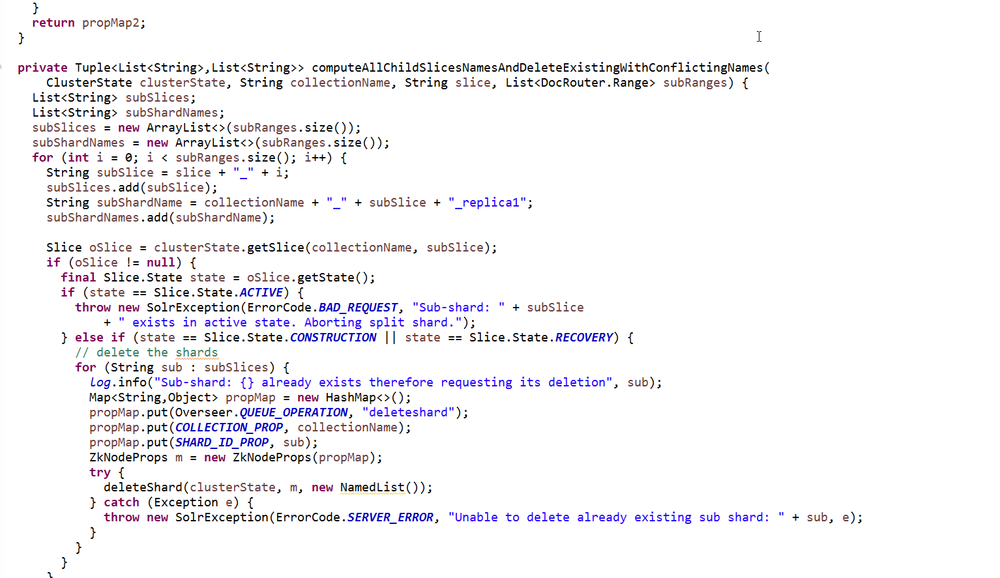 }
  return propMap2;
}

private Tuple<List<String>,List<String>> computeAllChildSlicesNamesAndDeleteExistingWithConflictingNames(
    ClusterState clusterState, String collectionName, String slice, List<DocRouter.Range> subRanges) {
  List<String> subSlices;
  List<String> subShardNames;
  subSlices = new ArrayList<>(subRanges.size());
  subShardNames = new ArrayList<>(subRanges.size());
  for (int i = 0; i < subRanges.size(); i++) {
    String subSlice = slice + "_" + i;
    subSlices.add(subSlice);
    String subShardName = collectionName + "_" + subSlice + "_replica1";
    subShardNames.add(subShardName);

    Slice oSlice = clusterState.getSlice(collectionName, subSlice);
    if (oSlice != null) {
      final Slice.State state = oSlice.getState();
      if (state == Slice.State.ACTIVE) {
        throw new SolrException(ErrorCode.BAD_REQUEST, "Sub-shard: " + subSlice
            + " exists in active state. Aborting split shard.");
      } else if (state == Slice.State.CONSTRUCTION || state == Slice.State.RECOVERY) {
        // delete the shards
        for (String sub : subSlices) {
          log.info("Sub-shard: {} already exists therefore requesting its deletion", sub);
          Map<String,Object> propMap = new HashMap<>();
          propMap.put(Overseer.QUEUE_OPERATION, "deleteshard");
          propMap.put(COLLECTION_PROP, collectionName);
          propMap.put(SHARD_ID_PROP, sub);
          ZkNodeProps m = new ZkNodeProps(propMap);
          try {
            deleteShard(clusterState, m, new NamedList());
          } catch (Exception e) {
            throw new SolrException(ErrorCode.SERVER_ERROR, "Unable to delete already existing sub shard: " + sub, e);
          }
        }
      }
    }